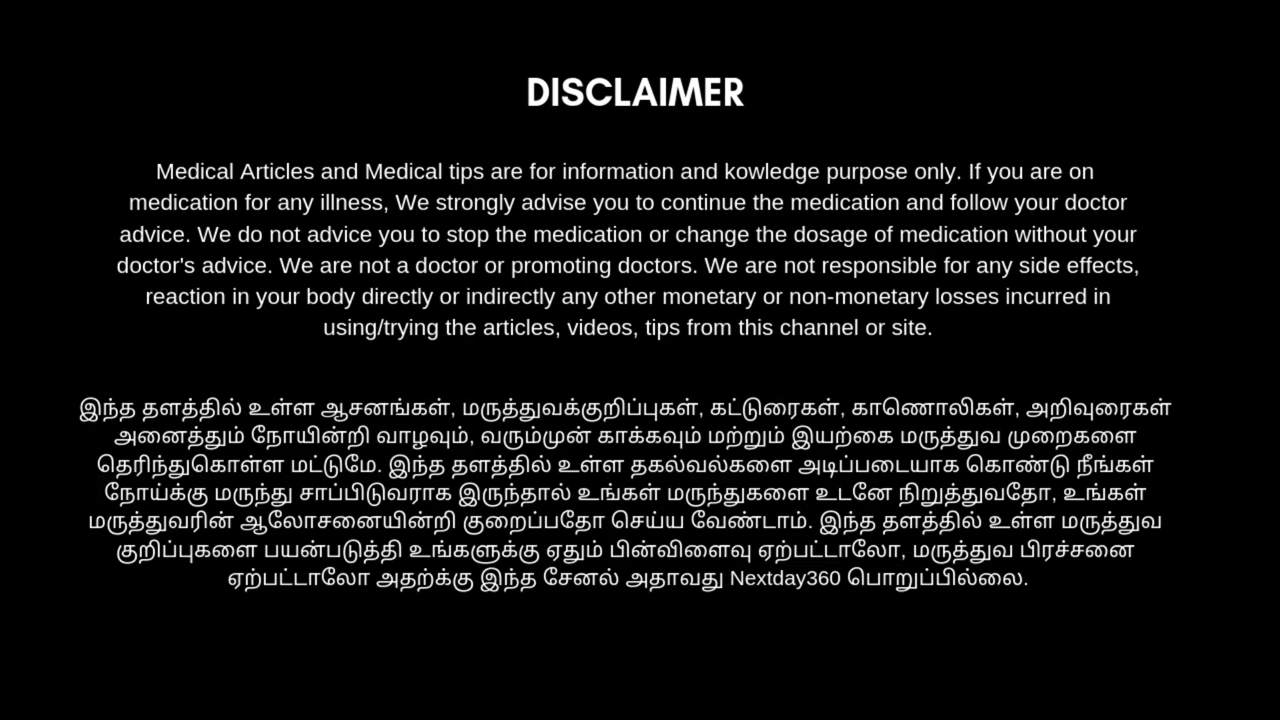 DISCLAIMER
Medical Articles and Medical tips are for information and kowledge purpose only. If you are on
medication for any illness, We strongly advise you to continue the medication and follow your doctor
advice. We do not advice you to stop the medication or change the dosage of medication without your
doctor's advice. We are not a doctor or promoting doctors. We are not responsible for any side effects,
reaction in your body directly or indirectly any other monetary or non-monetary losses incurred in
using/trying the articles, videos, tips from this channel or site.
இந்த தளத்தில் உள்ள ஆசனங்கள், மருத்துவக்குறிப்புகள், கட்டுரைகள், காணொலிகள், அறிவுரைகள்
அனைத்தும் நோயின்றி வாழவும், வரும்முன் காக்கவும் மற்றும் இயற்கை மருத்துவ முறைகளை
தெரிந்துகொள்ள மட்டுமே. இந்த தளத்தில் உள்ள தகல்வல்களை அடிப்படையாக கொண்டு நீங்கள்
நோய்க்கு மருந்து சாப்பிடுவராக இருந்தால் உங்கள் மருந்துகளை உடனே நிறுத்துவதோ, உங்கள்
மருத்துவரின் ஆலோசனையின்றி குறைப்பதோ செய்ய வேண்டாம். இந்த தளத்தில் உள்ள மருத்துவ
குறிப்புகளை பயன்படுத்தி உங்களுக்கு ஏதும் பின்விளைவு ஏற்பட்டாலோ, மருத்துவ பிரச்சனை
ஏற்பட்டாலோ அதற்க்கு இந்த சேனல் அதாவது Nextday360 பொறுப்பில்லை.